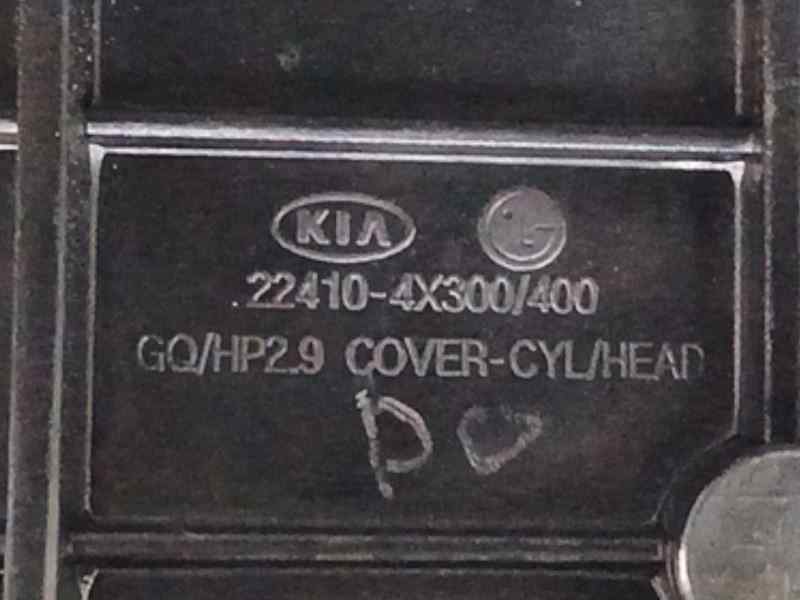 KIA LG
22410-4X300/400
GQ/HP2.9 COVER-CYL/HEAD